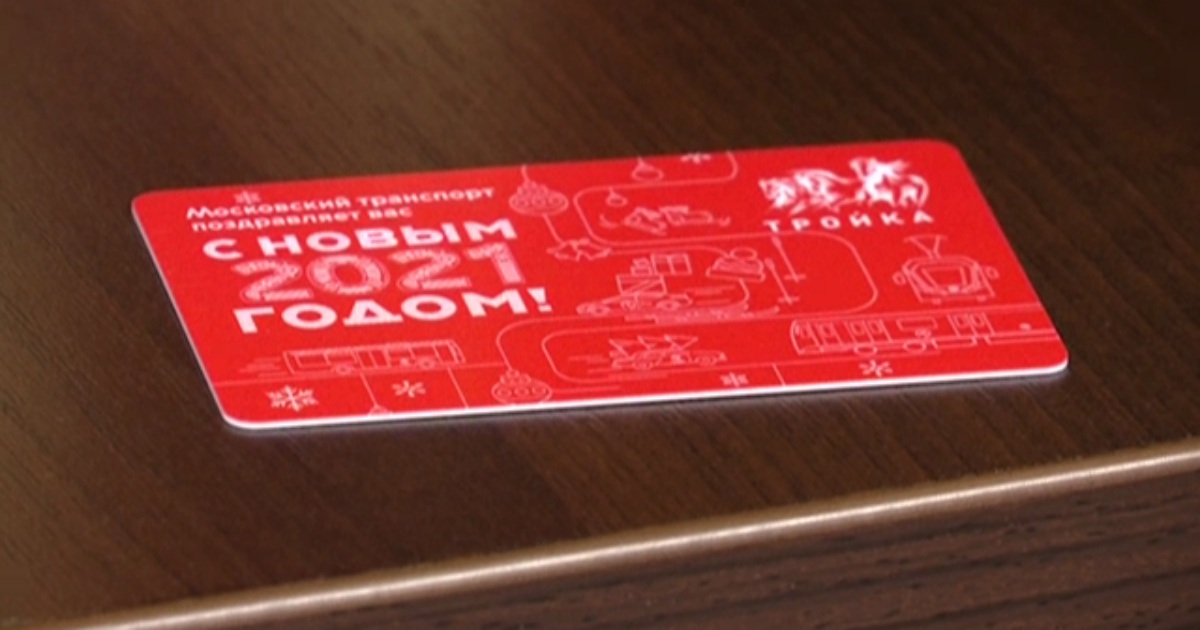 Московский транспорт
поздравляет вас
С НОВЫМ
2021
ГОДОМ!
ТРОЙКА